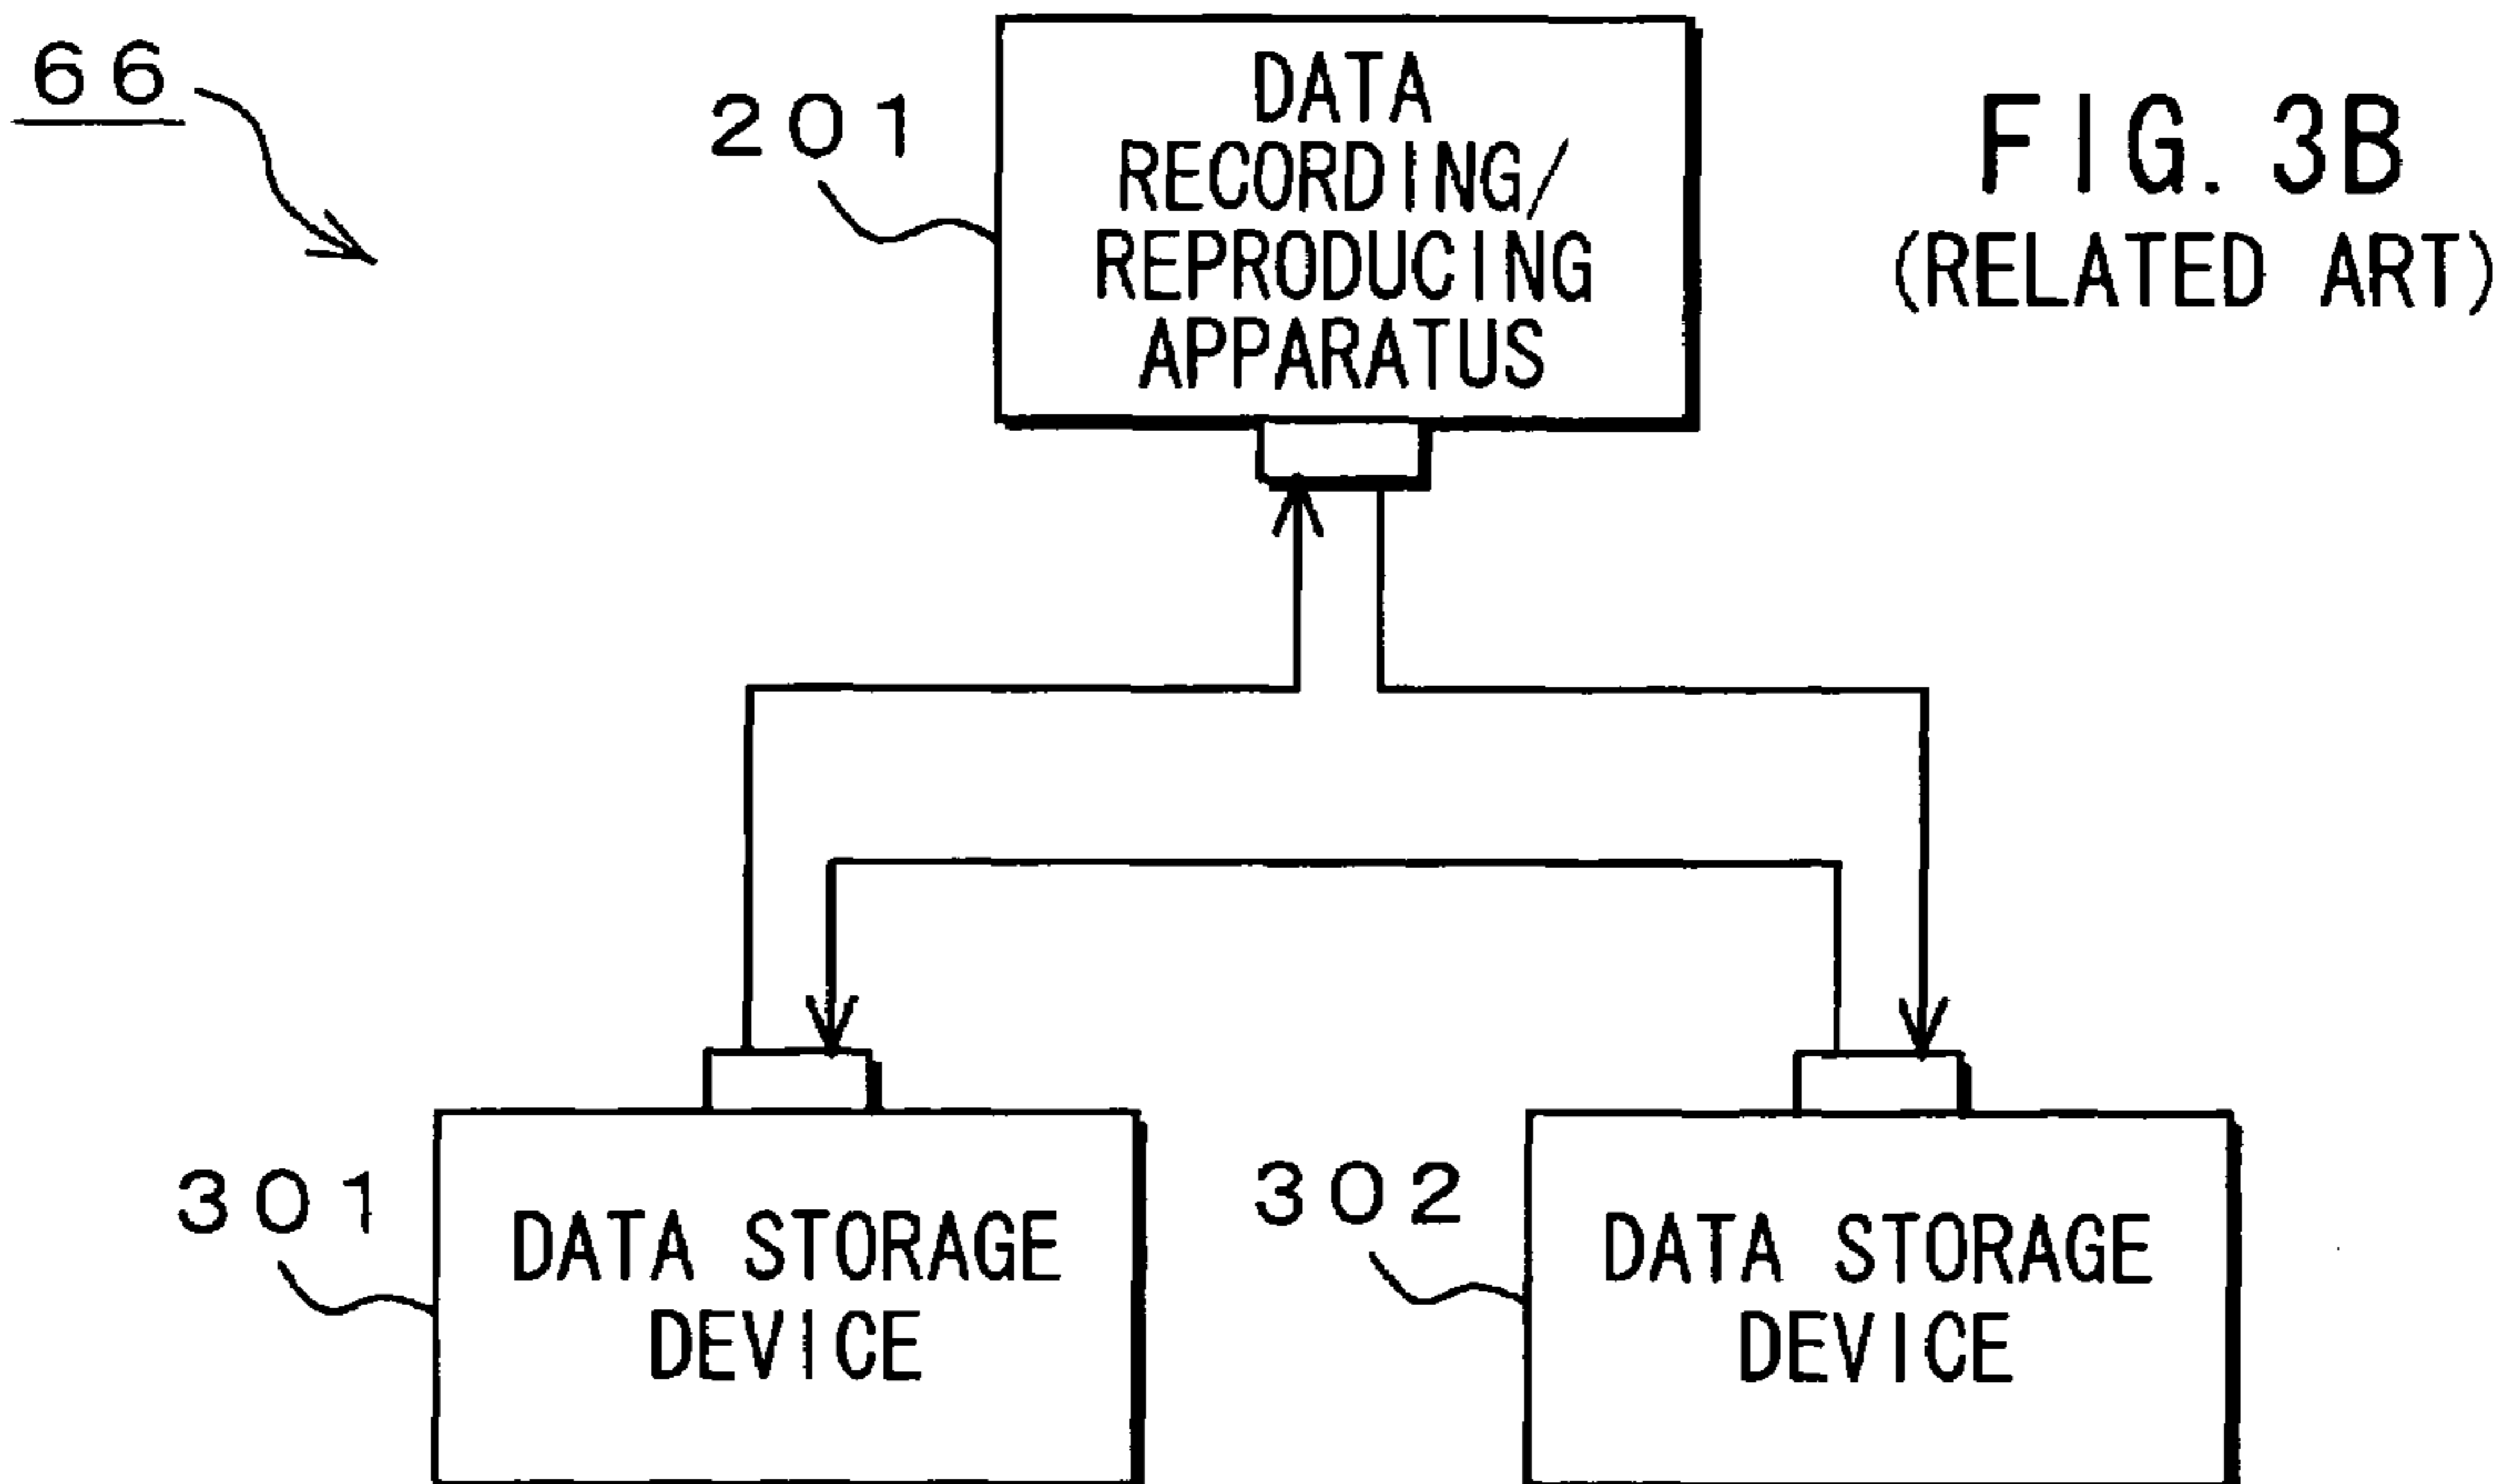 66
201
DATA
RECORDING/
REPRODUCING
APPARATUS
FIG. 3B
(RELATED ART)
301
DATA STORAGE
DEVICE
302
DATA STORAGE
DEVICE